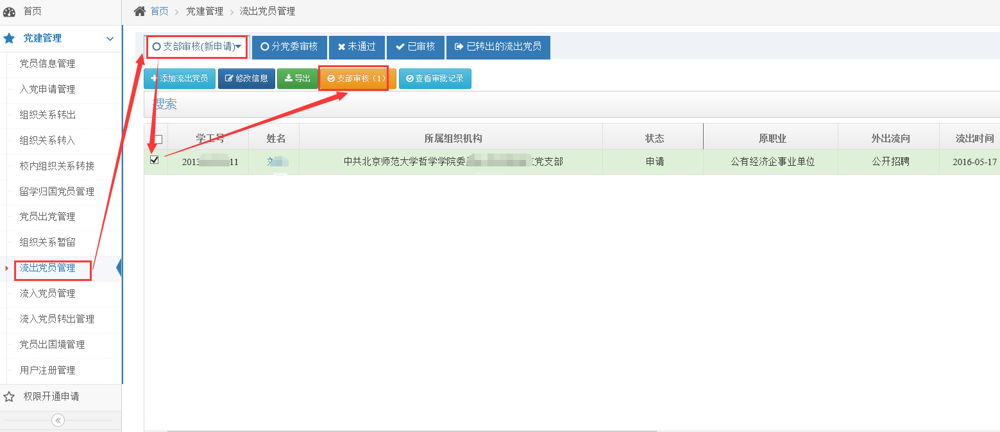 首页
党建管理
党员信息管理
入党申请管理
组织关系转出
组织关系转入
校内组织关系转接
留学归国党员管理
党员出党管理
组织关系暂留
流出党员管理
流入党员管理
流入党员转出管理
党员出国境管理
用户注册管理
权限开通申请
首页 党建管理 流出党员管理
支部审核(新申请) 分党委审核 未通过 已审核 已转出的流出党员
添加流出党员 修改信息 导出 支部审核（1） 查看审批记录
搜索
学工号 姓名 所属组织机构 状态 原职业 外出流向 流出时间
2013 11 中共北京师范大学哲学学院委 党支部 申请 公有经济企事业单位 公开招聘 2016-05-17